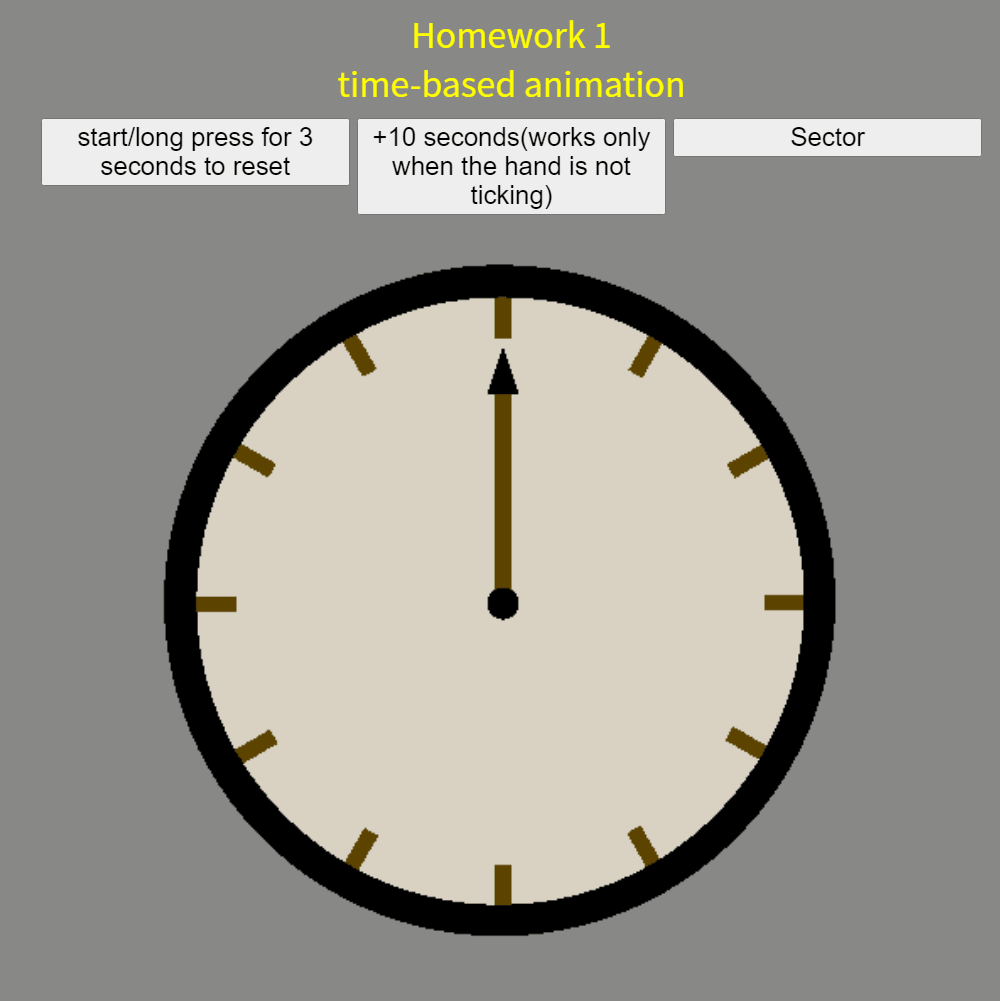 Homework 1
time-based animation
start/long press for 3
seconds to reset
+10 seconds(works only
when the hand is not
ticking)
Sector